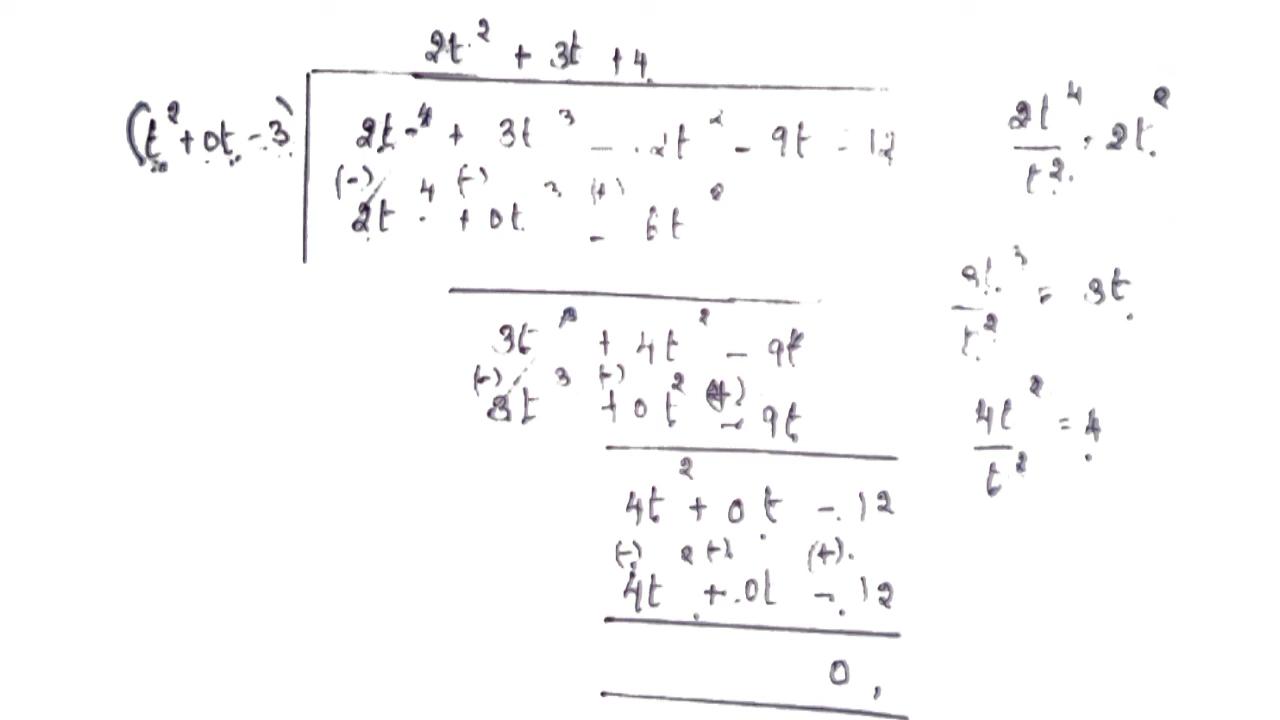 2t² + 3t + 4
(t² + 0t - 3) 2t⁴ + 3t³ - 2t² - 9t - 12
(-) (-) (+)
2t⁴ + 0t³ - 6t²
3t³ + 4t² - 9t
(-) (-) (+)
3t³ + 0t² - 9t
4t² + 0t - 12
(-) (-) (+)
4t² + 0t - 12
0,
2t⁴/t² = 2t²
3t³/t² = 3t
4t²/t² = 4